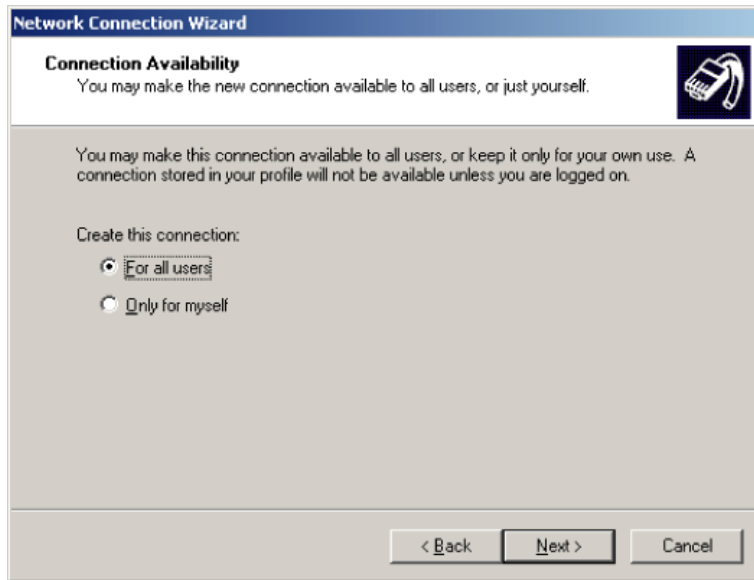 Network Connection Wizard
Connection Availability
You may make the new connection available to all users, or just yourself.
You may make this connection available to all users, or keep it only for your own use. A
connection stored in your profile will not be available unless you are logged on.
Create this connection:
For all users
Only for myself
< Back Next > Cancel